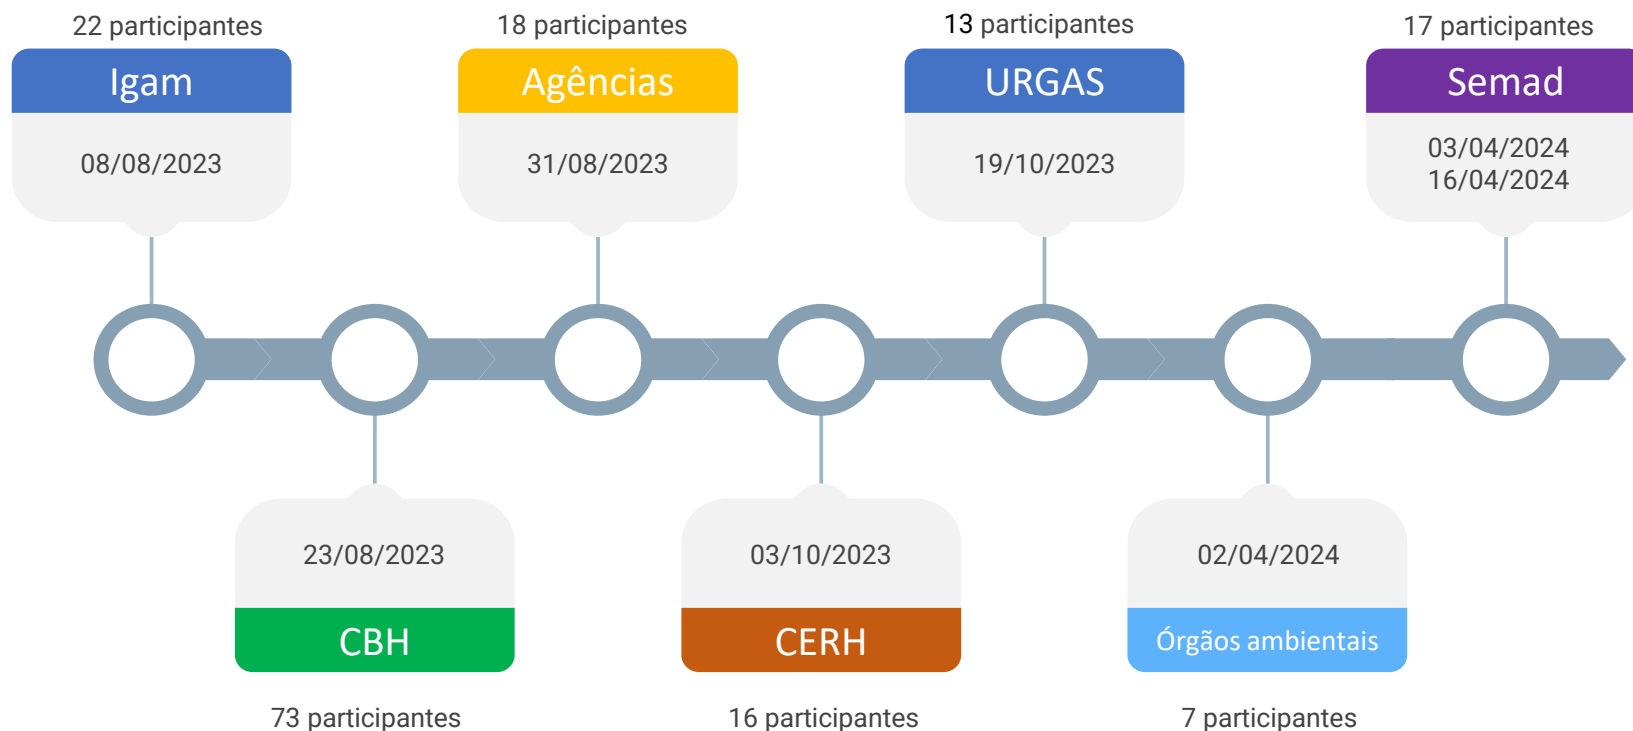 22 participantes
Igam
08/08/2023
23/08/2023
CBH
73 participantes
18 participantes
Agências
31/08/2023
03/10/2023
CERH
16 participantes
13 participantes
URGAS
19/10/2023
02/04/2024
Órgãos ambientais
7 participantes
17 participantes
Semad
03/04/2024
16/04/2024